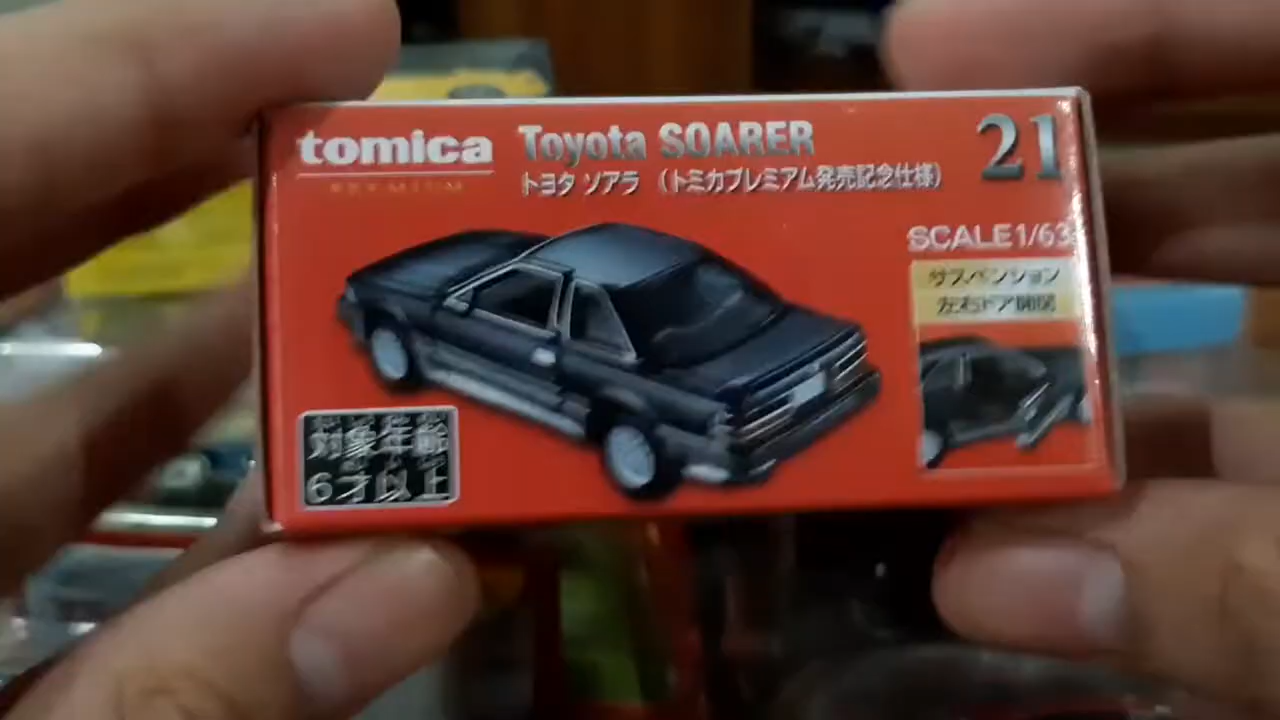 tomica
PREMIUM
Toyota SOARER
トヨタ ソアラ (トミカプレミアム発売記念仕様)
21
SCALE1/63
サスペンション
左右ドア開閉
対象年齢
6才以上